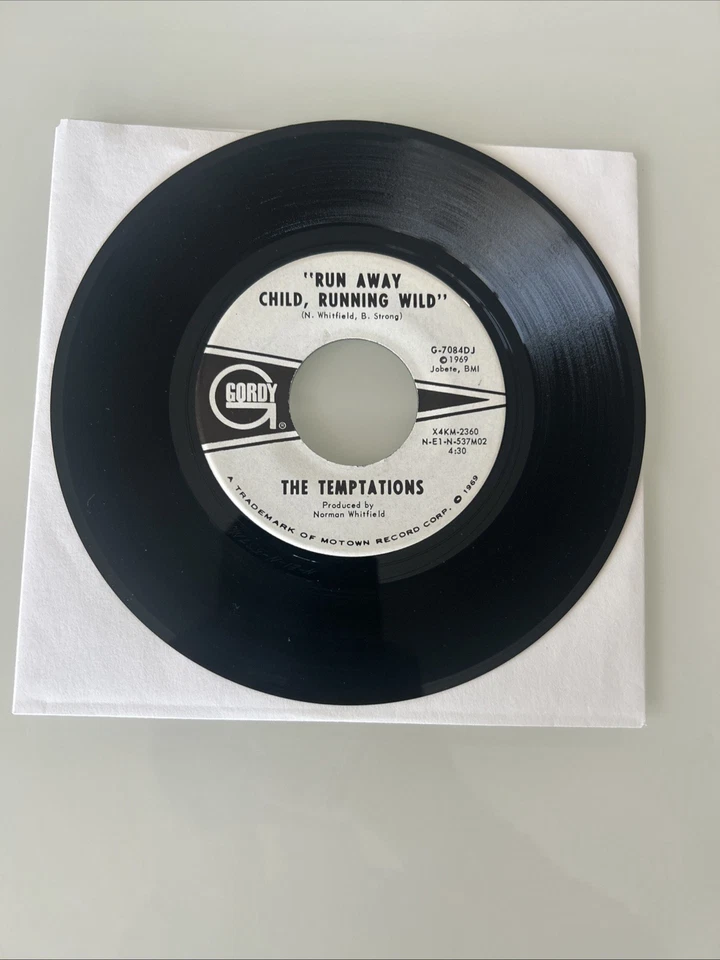 "RUN AWAY
CHILD, RUNNING WILD"
(N. Whitfield, B. Strong)
G-7084DJ
©1969
Jobete, BMI
GORDY
G
®
X4KM-2360
N-E1-N-537M02
4:30
THE TEMPTATIONS
Produced by
Norman Whitfield
A TRADEMARK OF MOTOWN RECORD CORP. © 1969